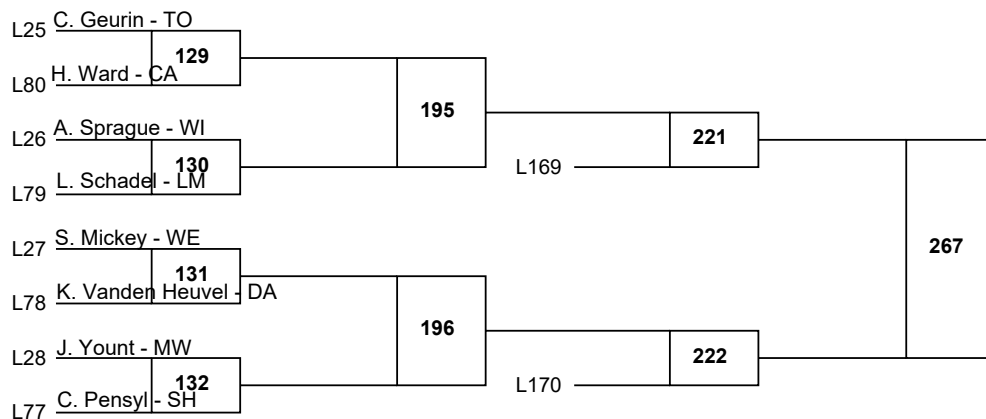 L25 C. Geurin - TO
129
L80 H. Ward - CA
195
L26 A. Sprague - WI
221
130
L169
L79 L. Schadel - LM
L27 S. Mickey - WE
267
131
L78 K. Vanden Heuvel - DA
196
L28 J. Yount - MW
222
132
L170
L77 C. Pensyl - SH